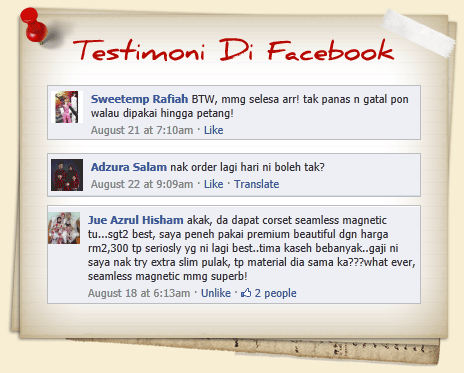 Testimoni Di Facebook
Sweetemp Rafiah BTW, mmg selesa arr! tak panas n gatal pon
walau dipakai hingga petang!
August 21 at 7:10am · Like
Adzura Salam nak order lagi hari ni boleh tak?
August 22 at 9:09am · Like · Translate
Jue Azrul Hisham akak, da dapat corset seamless magnetic
tu...sgt2 best, saya peneh pakai premium beautiful dgn harga
rm2,300 tp seriosly yg ni lagi best..tima kaseh bebanyak..gaji ni
saya nak try extra slim pulak, tp material dia sama ka???what ever,
seamless magnetic mmg superb!
August 18 at 6:13am · Unlike · 2 people